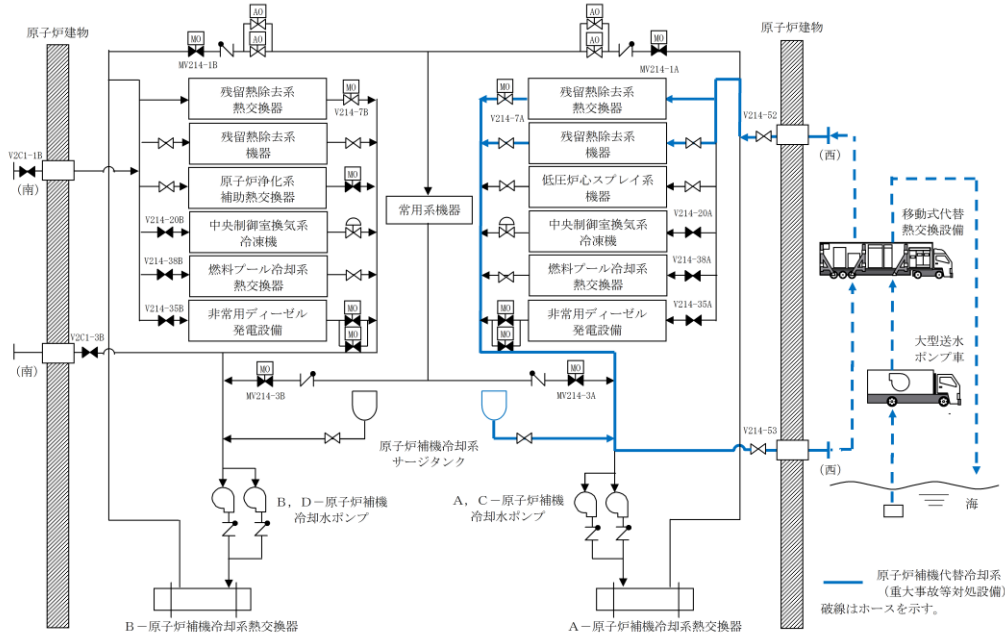 原子炉建物
AO
AO
MO
MV214-1B
AO
AO
MO
MV214-1A
原子炉建物
残留熱除去系
熱交換器
MO
V214-7B
残留熱除去系
機器
原子炉浄化系
補助熱交換器
MO
V214-20B
中央制御室換気系
冷凍機
V214-38B
燃料プール冷却系
熱交換器
V214-35B
非常用ディーゼル
発電設備
MO
MO
V2C1-1B
(南)
V2C1-3B
(南)
常用系機器
MO
V214-7A
残留熱除去系
熱交換器
残留熱除去系
機器
低圧炉心スプレイ系
機器
中央制御室換気系
冷凍機
V214-20A
燃料プール冷却系
熱交換器
V214-38A
MO
MO
非常用ディーゼル
発電設備
V214-35A
V214-52
(西)
移動式代替
熱交換設備
大型送水
ポンプ車
V214-53
(西)
海
MO
MV214-3B
MO
MV214-3A
原子炉補機冷却系
サージタンク
B,D-原子炉補機
冷却水ポンプ
A,C-原子炉補機
冷却水ポンプ
B-原子炉補機冷却系熱交換器
A-原子炉補機冷却系熱交換器
原子炉補機代替冷却系
(重大事故等対処設備)
破線はホースを示す。